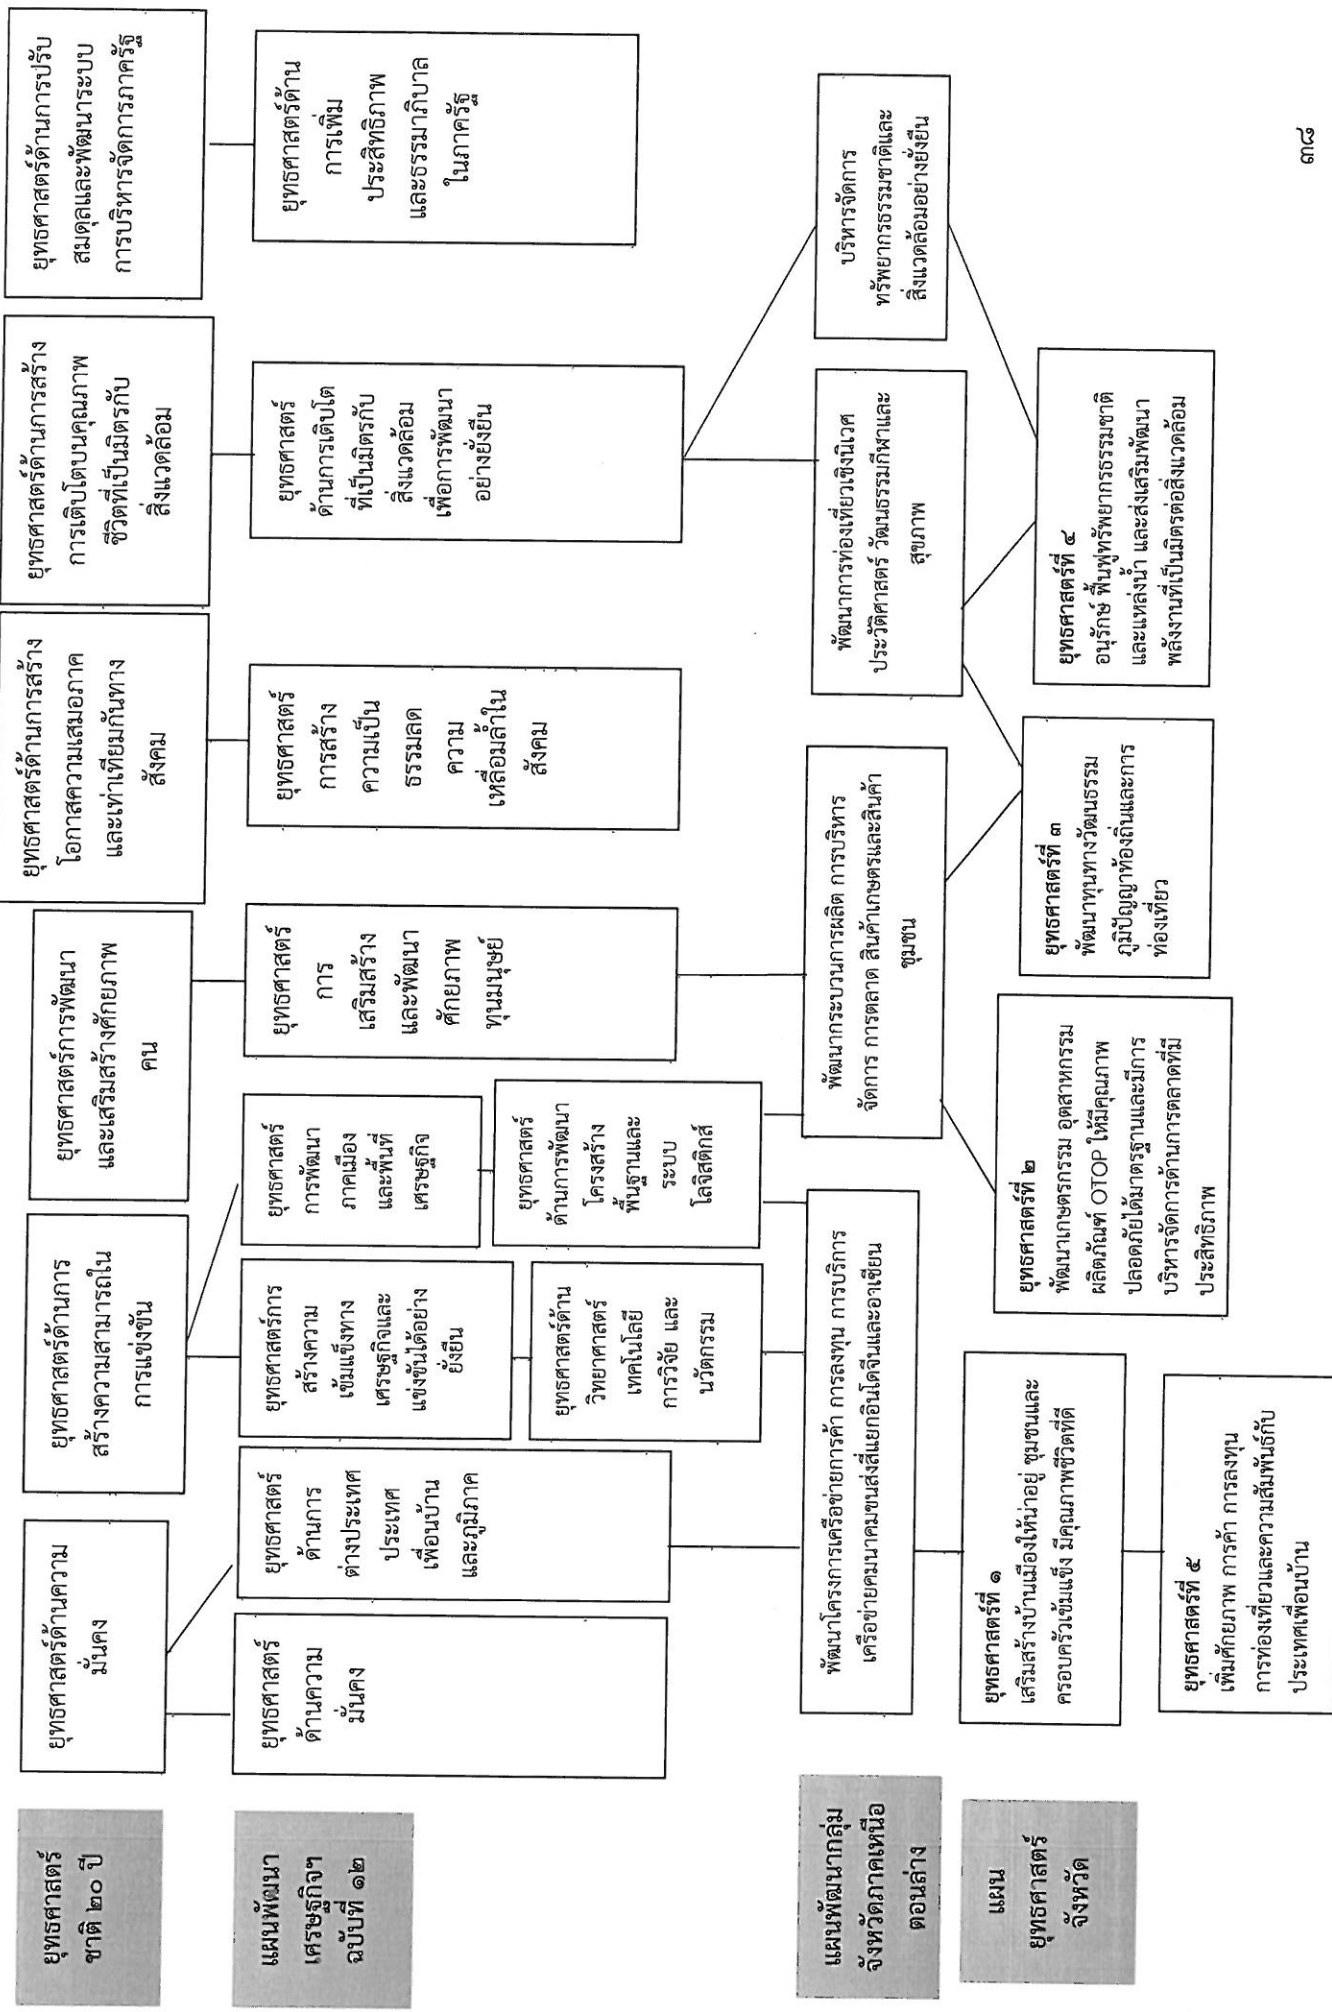 ยุทธศาสตร์
ชาติ ๒๐ ปี
ยุทธศาสตร์ด้านความ
มั่นคง
ยุทธศาสตร์ด้านการ
สร้างความสามารถใน
การแข่งขัน
ยุทธศาสตร์การพัฒนา
และเสริมสร้างศักยภาพ
คน
ยุทธศาสตร์ด้านการสร้าง
โอกาสความเสมอภาค
และเท่าเทียมกันทาง
สังคม
ยุทธศาสตร์ด้านการสร้าง
การเติบโตบนคุณภาพ
ชีวิตที่เป็นมิตรกับ
สิ่งแวดล้อม
ยุทธศาสตร์ด้านการปรับ
สมดุลและพัฒนาระบบ
การบริหารจัดการภาครัฐ
แผนพัฒนา
เศรษฐกิจฯ
ฉบับที่ ๑๒
ยุทธศาสตร์
ด้านความ
มั่นคง
ยุทธศาสตร์
ด้านการ
ต่างประเทศ
ประเทศ
เพื่อนบ้าน
และภูมิภาค
ยุทธศาสตร์การ
สร้างความ
เข้มแข็งทาง
เศรษฐกิจและ
แข่งขันได้อย่าง
ยั่งยืน
ยุทธศาสตร์
การพัฒนา
ภาคเมือง
และพื้นที่
เศรษฐกิจ
ยุทธศาสตร์
การ
เสริมสร้าง
และพัฒนา
ศักยภาพ
ทุนมนุษย์
ยุทธศาสตร์
การสร้าง
ความเป็น
ธรรมลด
ความ
เหลื่อมล้ำใน
สังคม
ยุทธศาสตร์
ด้านการเติบโต
ที่เป็นมิตรกับ
สิ่งแวดล้อม
เพื่อการพัฒนา
อย่างยั่งยืน
ยุทธศาสตร์ด้าน
การเพิ่ม
ประสิทธิภาพ
และธรรมาภิบาล
ในภาครัฐ
ยุทธศาสตร์ด้าน
วิทยาศาสตร์
เทคโนโลยี
การวิจัย และ
นวัตกรรม
ยุทธศาสตร์
ด้านการพัฒนา
โครงสร้าง
พื้นฐานและ
ระบบ
โลจิสติกส์
แผนพัฒนากลุ่ม
จังหวัดภาคเหนือ
ตอนล่าง
พัฒนาโครงการเครือข่ายการค้า การลงทุน การบริการ
เครือข่ายคมนาคมขนส่งสี่แยกอินโดจีนและอาเซียน
พัฒนากระบวนการผลิต การบริหาร
จัดการ การตลาด สินค้าเกษตรและสินค้า
ชุมชน
พัฒนาการท่องเที่ยวเชิงนิเวศ
ประวัติศาสตร์ วัฒนธรรมกีฬาและ
สุขภาพ
บริหารจัดการ
ทรัพยากรธรรมชาติและ
สิ่งแวดล้อมอย่างยั่งยืน
แผน
ยุทธศาสตร์
จังหวัด
ยุทธศาสตร์ที่ ๑
เสริมสร้างบ้านเมืองให้น่าอยู่ ชุมชนและ
ครอบครัวเข้มแข็ง มีคุณภาพชีวิตที่ดี
ยุทธศาสตร์ที่ ๒
พัฒนาเกษตรกรรม อุตสาหกรรม
ผลิตภัณฑ์ OTOP ให้มีคุณภาพ
ปลอดภัยได้มาตรฐานและมีการ
บริหารจัดการด้านการตลาดที่มี
ประสิทธิภาพ
ยุทธศาสตร์ที่ ๓
พัฒนาทุนทางวัฒนธรรม
ภูมิปัญญาท้องถิ่นและการ
ท่องเที่ยว
ยุทธศาสตร์ที่ ๔
อนุรักษ์ ฟื้นฟูทรัพยากรธรรมชาติ
และแหล่งน้ำ และส่งเสริมพัฒนา
พลังงานที่เป็นมิตรต่อสิ่งแวดล้อม
ยุทธศาสตร์ที่ ๕
เพิ่มศักยภาพ การค้า การลงทุน
การท่องเที่ยวและความสัมพันธ์กับ
ประเทศเพื่อนบ้าน
๓๘